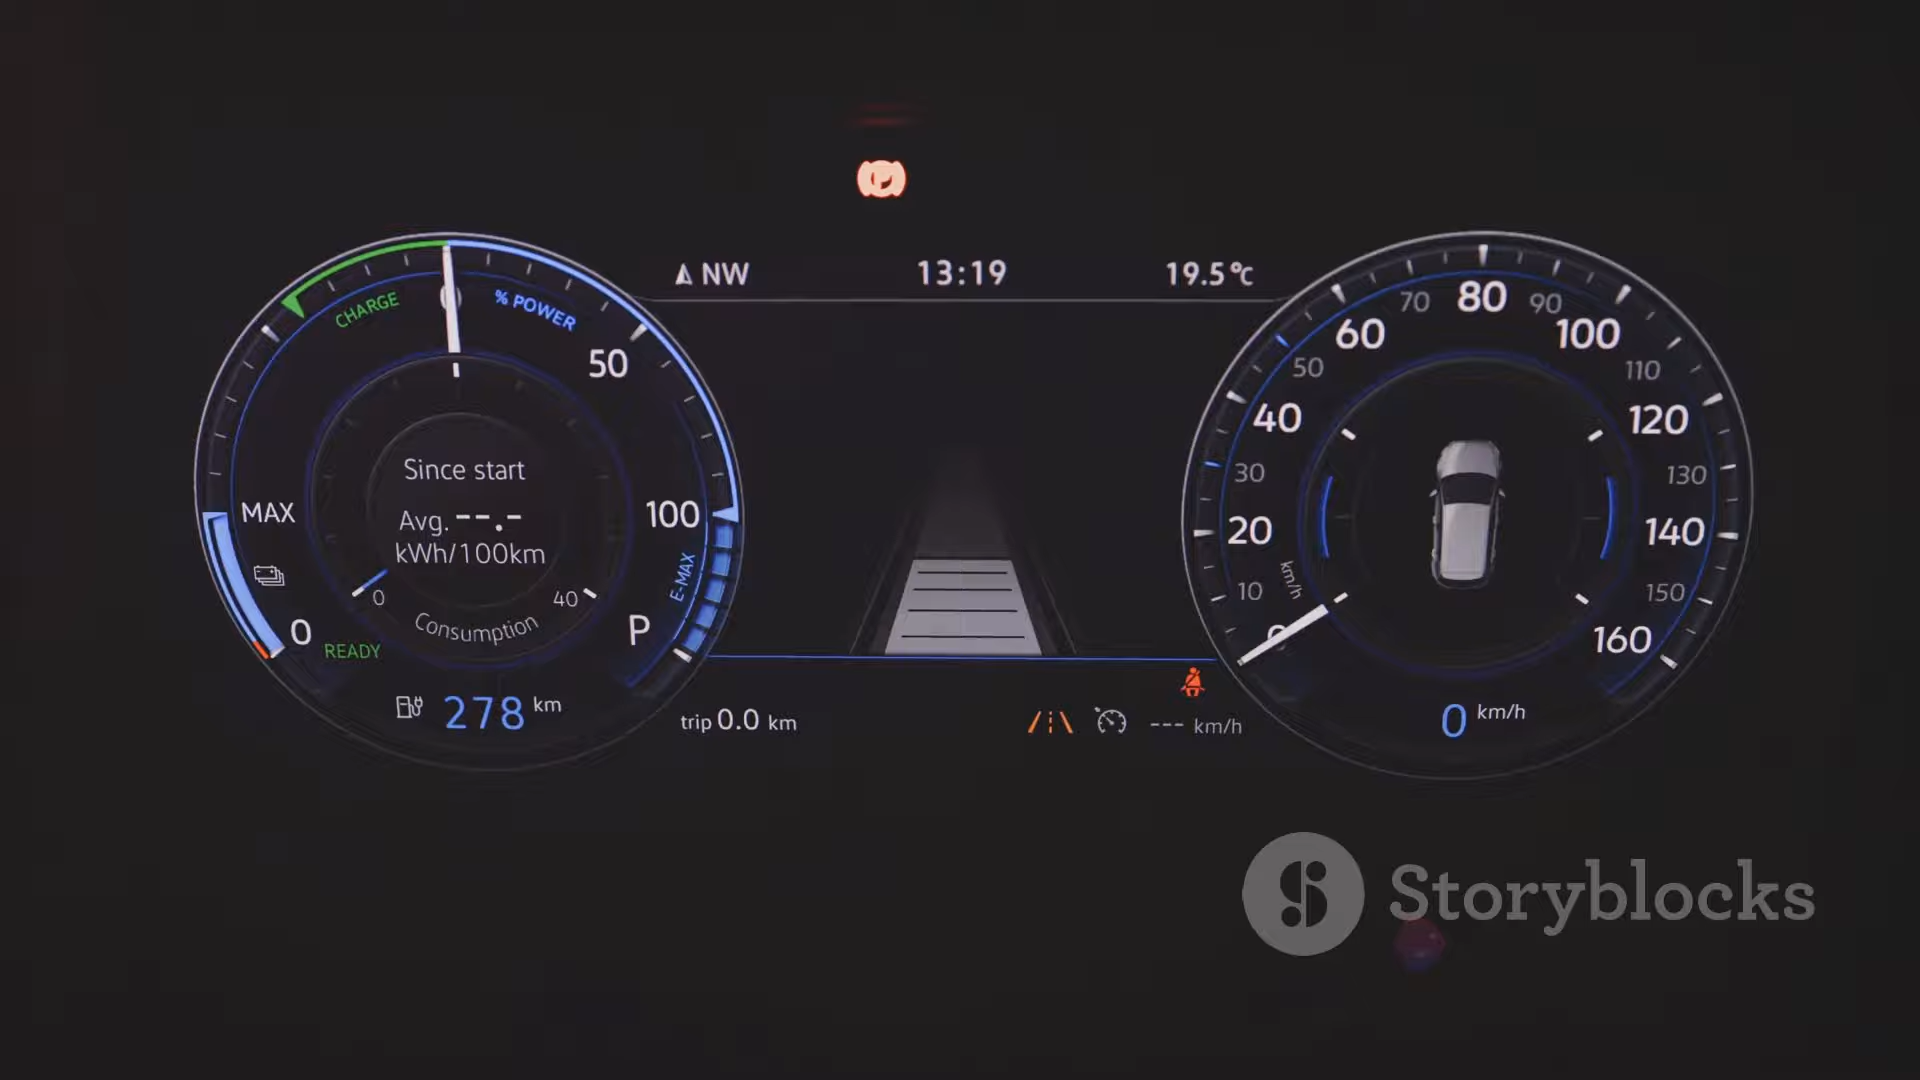 NW
13:19
19.5°C
CHARGE
% POWER
50
100
E-MAX
MAX
0
READY
P
Since start
Avg. --.-
kWh/100km
0
40
Consumption
278 km
trip 0.0 km
--- km/h
0
10
20
30
40
50
60
70
80
90
100
110
120
130
140
150
160
km/h
0 km/h
Storyblocks